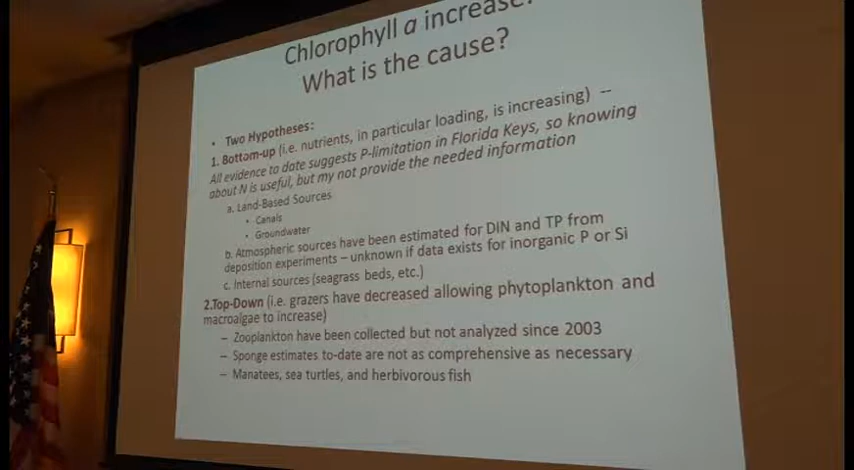 Chlorophyll a increase?
What is the cause?
• Two Hypotheses:
1. Bottom-up (i.e. nutrients, in particular loading, is increasing) --
All evidence to date suggests P-limitation in Florida Keys, so knowing
about N is useful, but my not provide the needed information
a. Land-Based Sources
• Canals
• Groundwater
b. Atmospheric sources have been estimated for DIN and TP from
deposition experiments – unknown if data exists for inorganic P or Si
c. Internal sources (seagrass beds, etc.)
2.Top-Down (i.e. grazers have decreased allowing phytoplankton and
macroalgae to increase)
– Zooplankton have been collected but not analyzed since 2003
– Sponge estimates to-date are not as comprehensive as necessary
– Manatees, sea turtles, and herbivorous fish